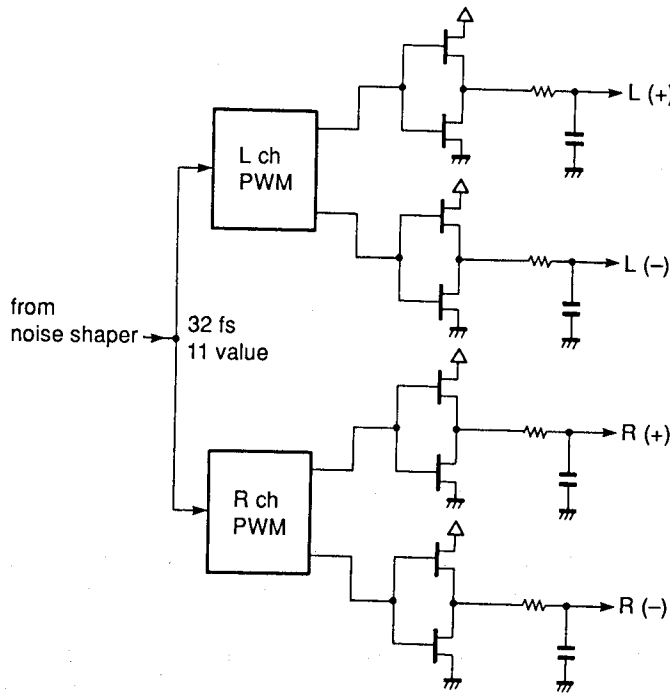 L (+)
L ch
PWM
L (–)
from
noise shaper
32 fs
11 value
R (+)
R ch
PWM
R (–)